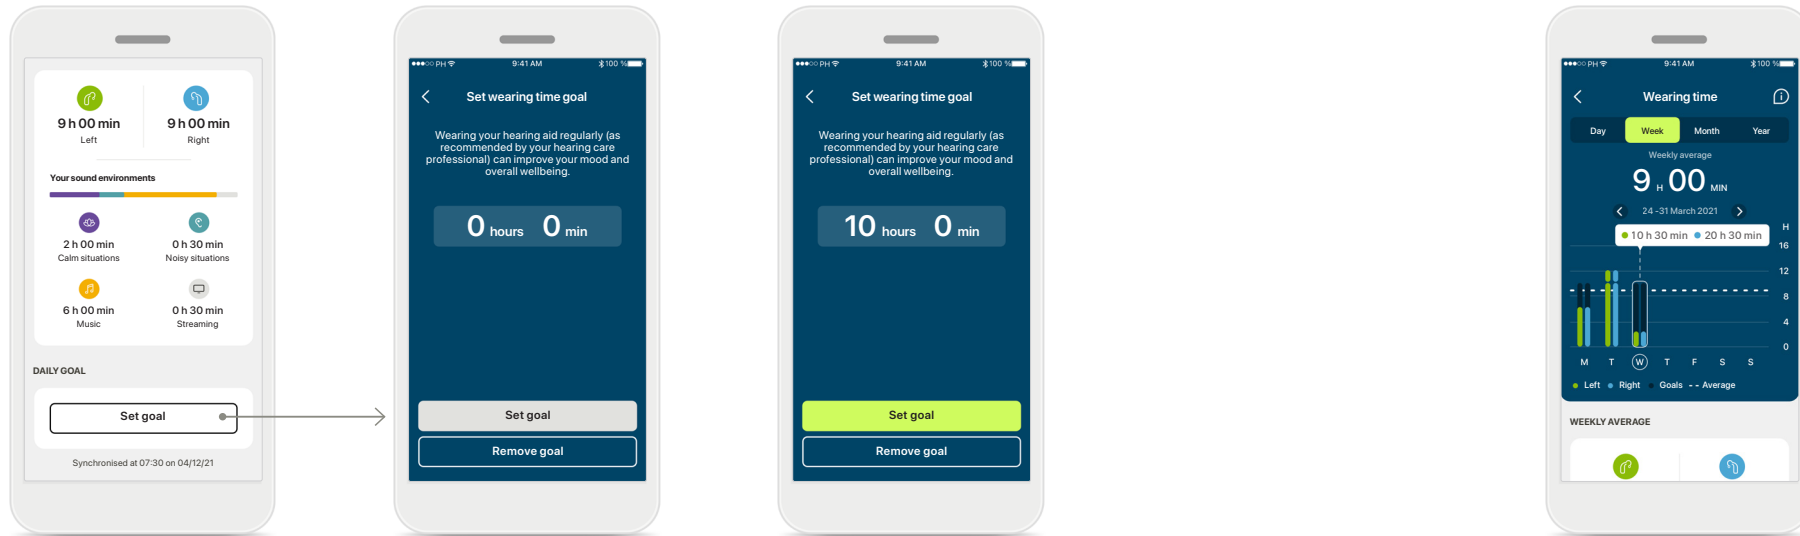 9 h 00 min
Left
9 h 00 min
Right
Your sound environments
2 h 00 min
Calm situations
0 h 30 min
Noisy situations
6 h 00 min
Music
0 h 30 min
Streaming
DAILY GOAL
Set goal
Synchronised at 07:30 on 04/12/21
PH 9:41 AM 100 %
Set wearing time goal
Wearing your hearing aid regularly (as
recommended by your hearing care
professional) can improve your mood and
overall wellbeing.
0 hours 0 min
Set goal
Remove goal
PH 9:41 AM 100 %
Set wearing time goal
Wearing your hearing aid regularly (as
recommended by your hearing care
professional) can improve your mood and
overall wellbeing.
10 hours 0 min
Set goal
Remove goal
PH 9:41 AM 100 %
Wearing time
Day Week Month Year
Weekly average
9 H 00 MIN
24 -31 March 2021
10 h 30 min 20 h 30 min
H
16
12
8
4
0
M T W T F S S
Left Right Goals Average
WEEKLY AVERAGE